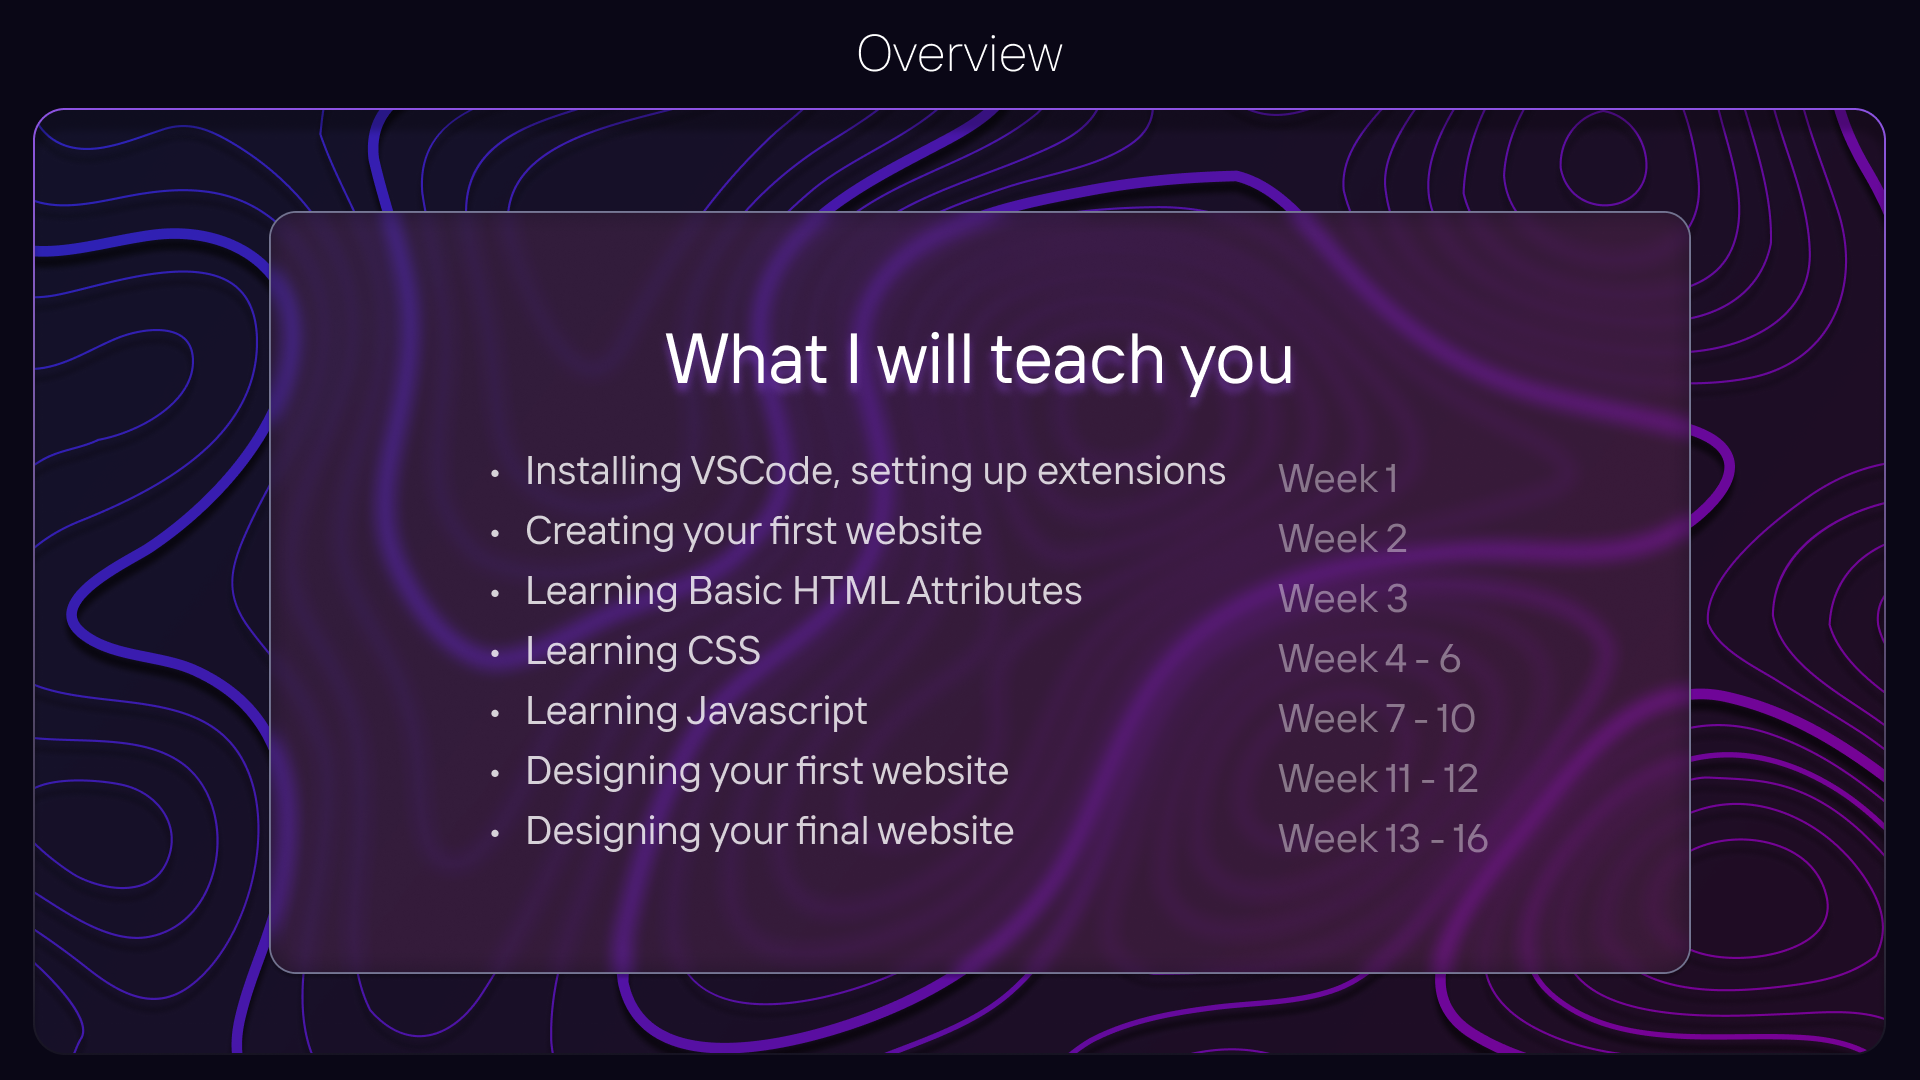 Overview
What I will teach you
• Installing VSCode, setting up extensions Week 1
• Creating your first website Week 2
• Learning Basic HTML Attributes Week 3
• Learning CSS Week 4 - 6
• Learning Javascript Week 7 - 10
• Designing your first website Week 11 - 12
• Designing your final website Week 13 - 16